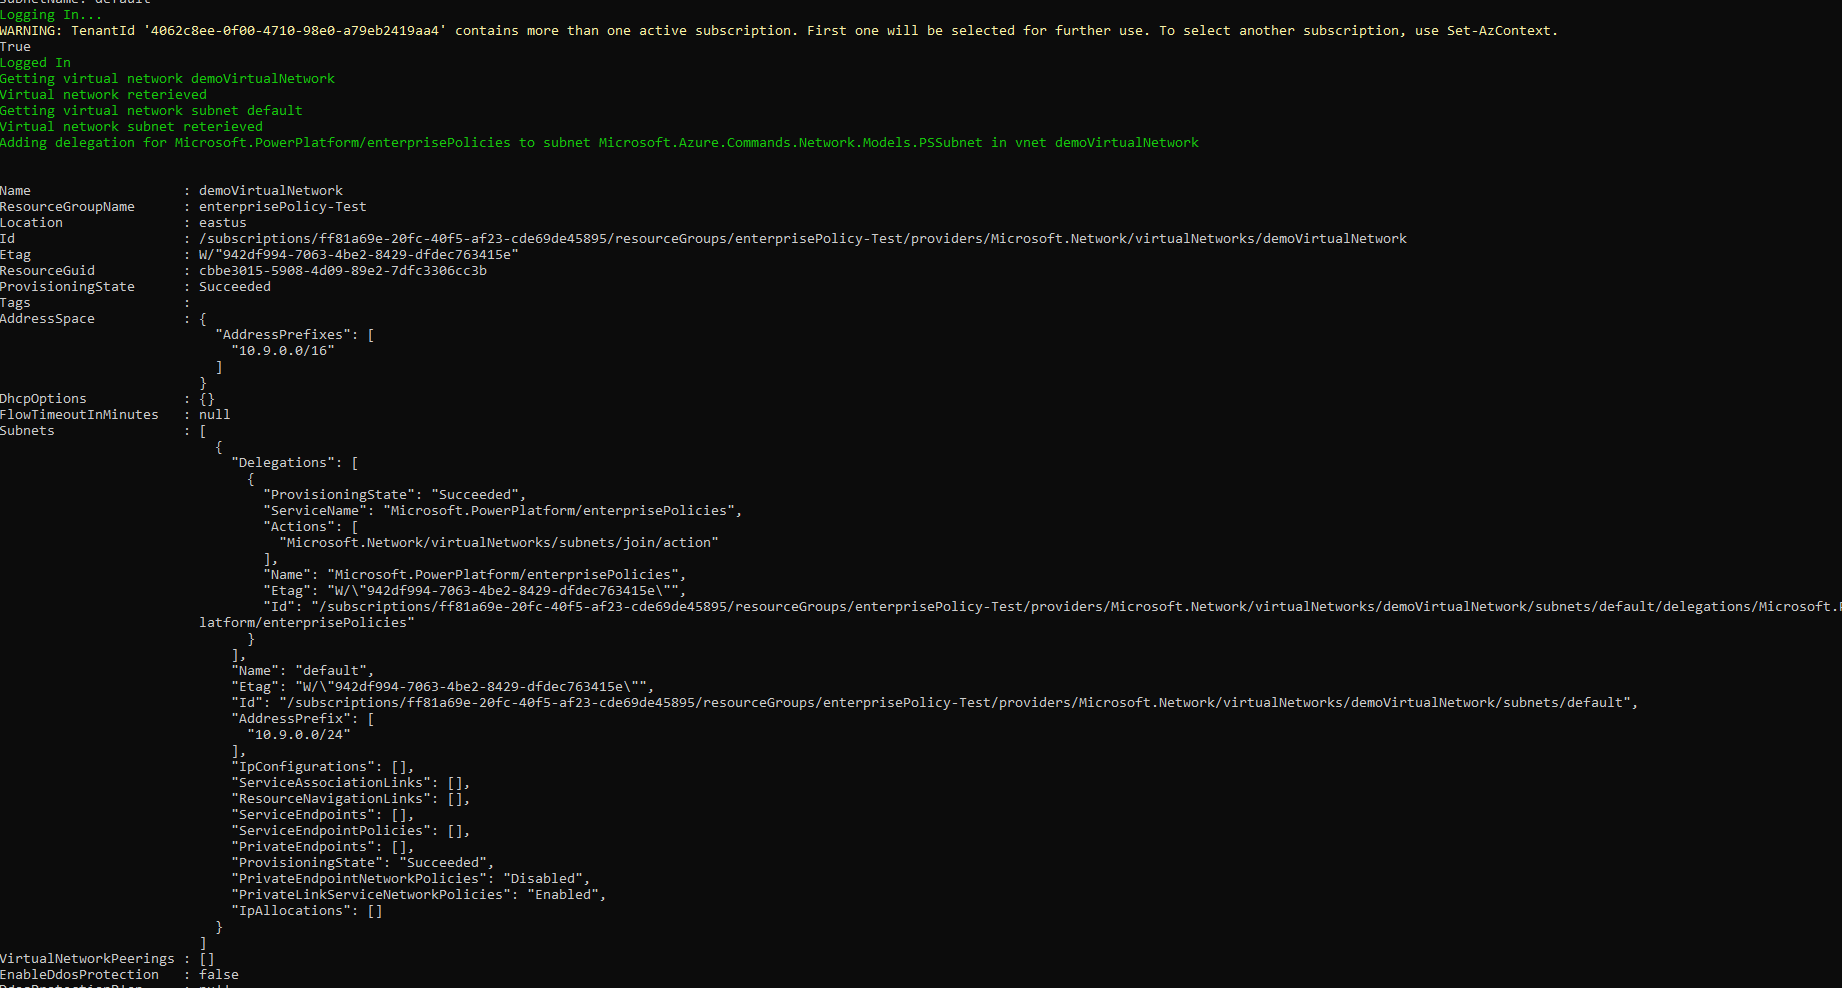 SubnetName: default
Logging In...
WARNING: TenantId '4062c8ee-0f00-4710-98e0-a79eb2419aa4' contains more than one active subscription. First one will be selected for further use. To select another subscription, use Set-AzContext.
True
Logged In
Getting virtual network demoVirtualNetwork
Virtual network reterieved
Getting virtual network subnet default
Virtual network subnet reterieved
Adding delegation for Microsoft.PowerPlatform/enterprisePolicies to subnet Microsoft.Azure.Commands.Network.Models.PSSubnet in vnet demoVirtualNetwork
Name                   : demoVirtualNetwork
ResourceGroupName      : enterprisePolicy-Test
Location               : eastus
Id                     : /subscriptions/ff81a69e-20fc-40f5-af23-cde69de45895/resourceGroups/enterprisePolicy-Test/providers/Microsoft.Network/virtualNetworks/demoVirtualNetwork
Etag                   : W/"942df994-7063-4be2-8429-dfdec763415e"
ResourceGuid           : cbbe3015-5908-4d09-89e2-7dfc3306cc3b
ProvisioningState      : Succeeded
Tags                   :
AddressSpace           : {
                           "AddressPrefixes": [
                             "10.9.0.0/16"
                           ]
                         }
DhcpOptions            : {}
FlowTimeoutInMinutes   : null
Subnets                : [
                           {
                             "Delegations": [
                               {
                                 "ProvisioningState": "Succeeded",
                                 "ServiceName": "Microsoft.PowerPlatform/enterprisePolicies",
                                 "Actions": [
                                   "Microsoft.Network/virtualNetworks/subnets/join/action"
                                 ],
                                 "Name": "Microsoft.PowerPlatform/enterprisePolicies",
                                 "Etag": "W/\"942df994-7063-4be2-8429-dfdec763415e\"",
                                 "Id": "/subscriptions/ff81a69e-20fc-40f5-af23-cde69de45895/resourceGroups/enterprisePolicy-Test/providers/Microsoft.Network/virtualNetworks/demoVirtualNetwork/subnets/default/delegations/Microsoft.P
                         latform/enterprisePolicies"
                               }
                             ],
                             "Name": "default",
                             "Etag": "W/\"942df994-7063-4be2-8429-dfdec763415e\"",
                             "Id": "/subscriptions/ff81a69e-20fc-40f5-af23-cde69de45895/resourceGroups/enterprisePolicy-Test/providers/Microsoft.Network/virtualNetworks/demoVirtualNetwork/subnets/default",
                             "AddressPrefix": [
                               "10.9.0.0/24"
                             ],
                             "IpConfigurations": [],
                             "ServiceAssociationLinks": [],
                             "ResourceNavigationLinks": [],
                             "ServiceEndpoints": [],
                             "ServiceEndpointPolicies": [],
                             "PrivateEndpoints": [],
                             "ProvisioningState": "Succeeded",
                             "PrivateEndpointNetworkPolicies": "Disabled",
                             "PrivateLinkServiceNetworkPolicies": "Enabled",
                             "IpAllocations": []
                           }
                         ]
VirtualNetworkPeerings : []
EnableDdosProtection   : false